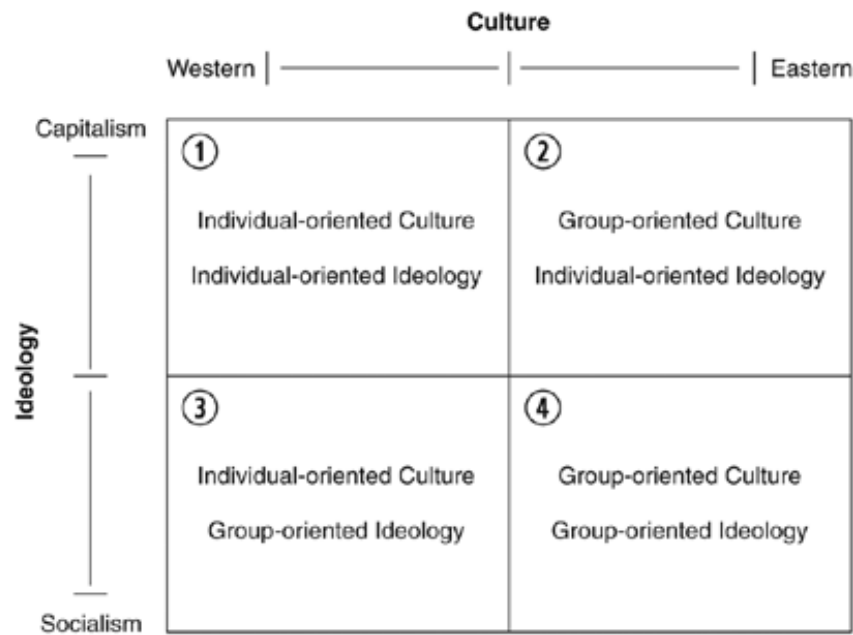 Culture
Western
Eastern
Capitalism
Ideology
Socialism
1
Individual-oriented Culture
Individual-oriented Ideology
2
Group-oriented Culture
Individual-oriented Ideology
3
Individual-oriented Culture
Group-oriented Ideology
4
Group-oriented Culture
Group-oriented Ideology